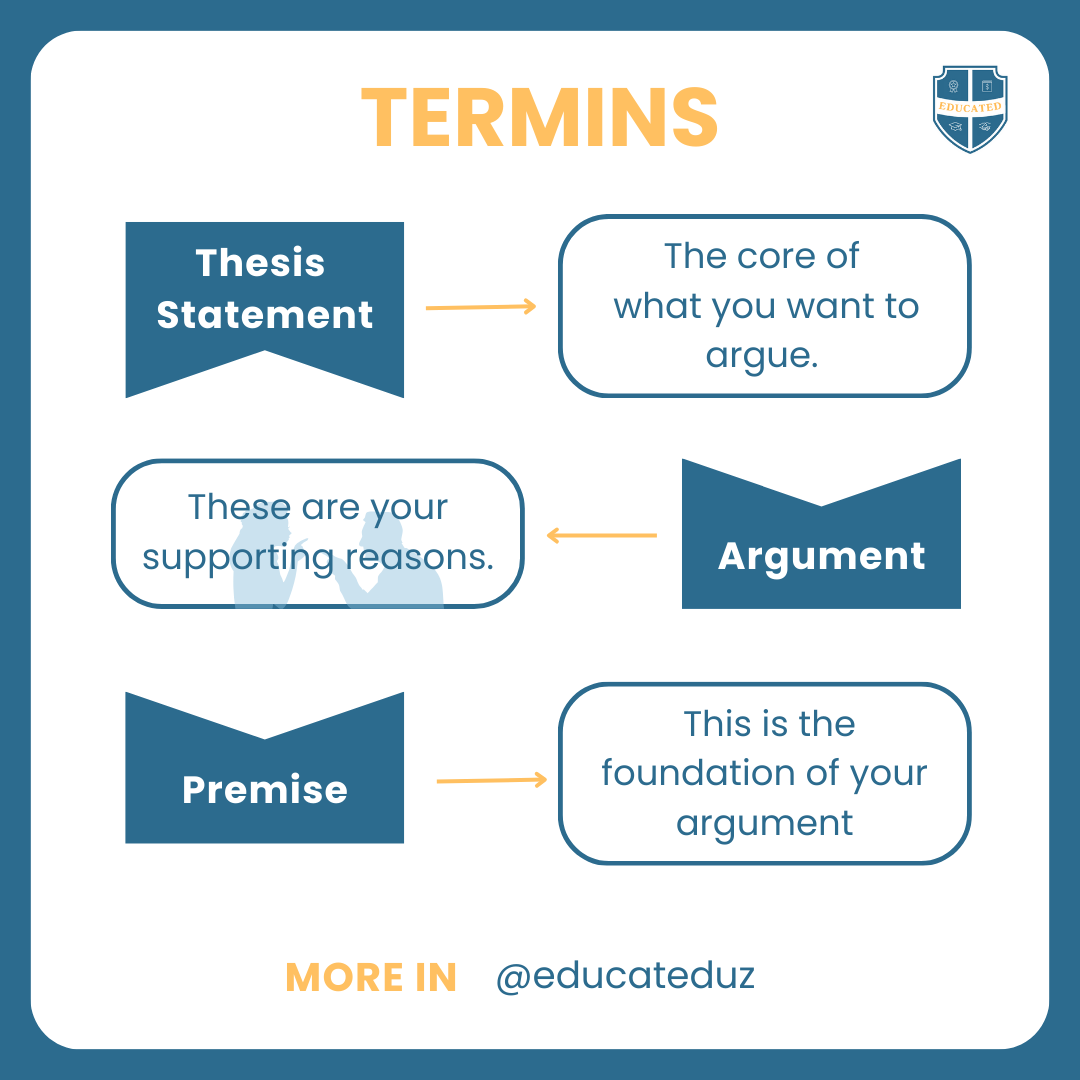 TERMINS
EDUCATED
Thesis
Statement
The core of
what you want to
argue.
These are your
supporting reasons.
Argument
Premise
This is the
foundation of your
argument
MORE IN @educateduz